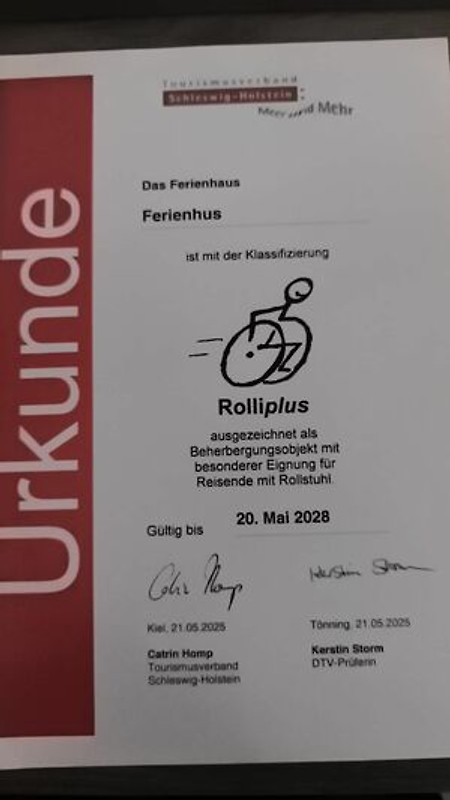 Urkunde
Tourismusverband
Schleswig-Holstein
Meer und Mehr
Das Ferienhaus
Ferienhus
ist mit der Klassifizierung
Rolliplus
ausgezeichnet als
Beherbergungsobjekt mit
besonderer Eignung für
Reisende mit Rollstuhl.
Gültig bis 20. Mai 2028
Kiel, 21.05.2025
Catrin Homp
Tourismusverband
Schleswig-Holstein
Tönning, 21.05.2025
Kerstin Storm
DTV-Prüferin